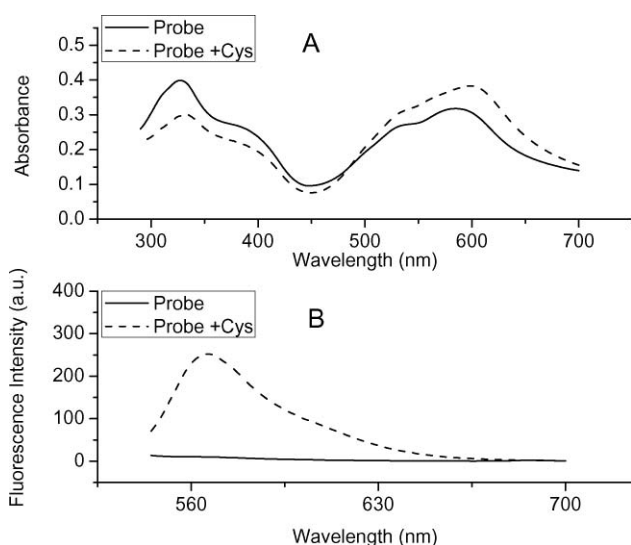 Probe
Probe +Cys
A
0.5
0.4
0.3
0.2
0.1
0.0
Absorbance
300 400 500 600 700
Wavelength (nm)
Probe
Probe +Cys
B
400
300
200
100
0
Fluorescence Intensity (a.u.)
560 630 700
Wavelength (nm)